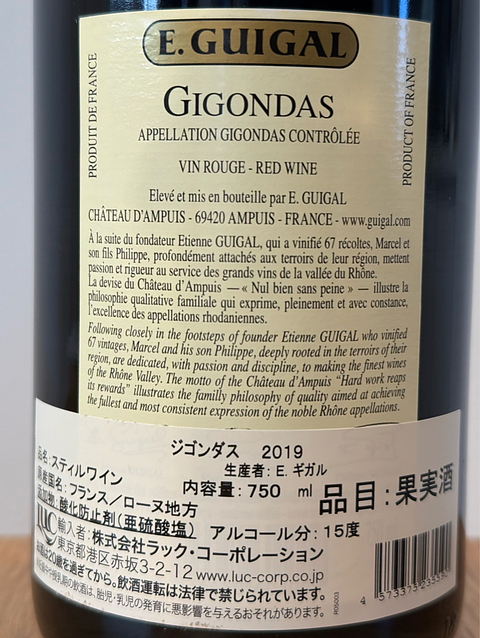 E. GUIGAL
GIGONDAS
APPELLATION GIGONDAS CONTRÔLÉE
VIN ROUGE - RED WINE
PRODUIT DE FRANCE
PRODUCT OF FRANCE
Elevé et mis en bouteille par E. GUIGAL
CHÂTEAU D'AMPUIS - 69420 AMPUIS - FRANCE - www.guigal.com
À la suite du fondateur Etienne GUIGAL, qui a vinifié 67 récoltes, Marcel et
son fils Philippe, profondément attachés aux terroirs de leur région, mettent
passion et rigueur au service des grands vins de la vallée du Rhône.
La devise du Château d'Ampuis —« Nul bien sans peine » — illustre la
philosophie qualitative familiale qui exprime, pleinement et avec constance,
l'excellence des appellations rhodaniennes.
Following closely in the footsteps of founder Etienne GUIGAL who vinified
67 vintages, Marcel and his son Philippe, deeply rooted in the terroirs of their
region, are dedicated, with passion and discipline, to making the finest wines
of the Rhône Valley. The motto of the Château d'Ampuis "Hard work reaps
its rewards" illustrates the familly philosophy of quality aimed at achieving
the fullest and most consistent expression of the noble Rhône appellations.
ジゴンダス 2019
生産者: E. ギガル
品名:スティルワイン
内容量: 750 ml
品目:果実酒
原産国名:フランス/ローヌ地方
添加物:酸化防止剤(亜硫酸塩)
アルコール分: 15度
LUC
輸入者:株式会社ラック・コーポレーション
東京都港区赤坂3-2-12 www.luc-corp.co.jp
は20歳を過ぎてから。飲酒運転は法律で禁じられています。
や授乳期の飲酒は、胎児・乳児の発育に悪影響を与えるおそれがあります。